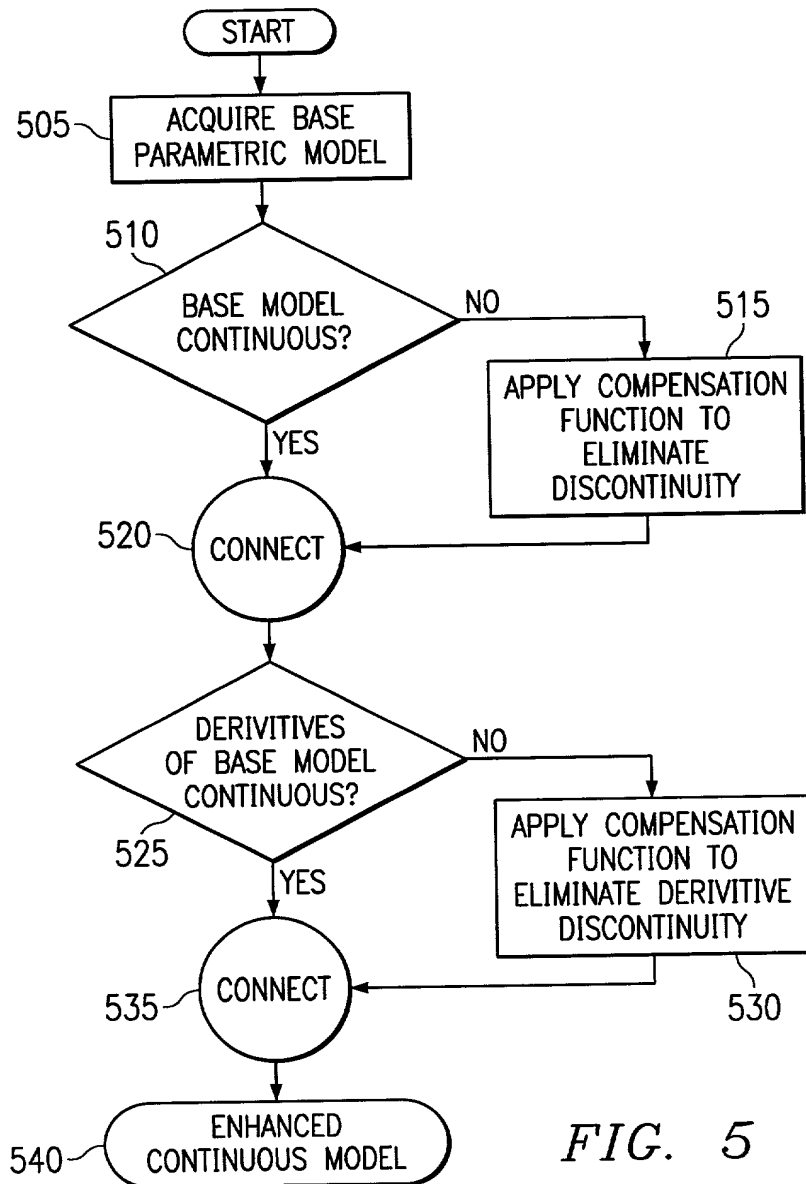 START
505
ACQUIRE BASE
PARAMETRIC MODEL
510
BASE MODEL
CONTINUOUS?
NO
YES
515
APPLY COMPENSATION
FUNCTION TO
ELIMINATE
DISCONTINUITY
520
CONNECT
DERIVITIVES
OF BASE MODEL
CONTINUOUS?
NO
525
YES
APPLY COMPENSATION
FUNCTION TO
ELIMINATE DERIVITIVE
DISCONTINUITY
530
535
CONNECT
540
ENHANCED
CONTINUOUS MODEL
FIG. 5